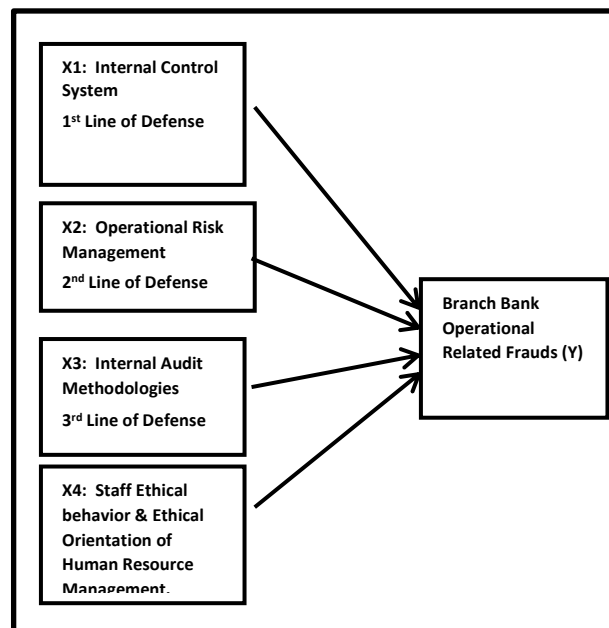 X1: Internal Control
System
1st Line of Defense
X2: Operational Risk
Management
2nd Line of Defense
X3: Internal Audit
Methodologies
3rd Line of Defense
X4: Staff Ethical
behavior & Ethical
Orientation of
Human Resource
Management.
Branch Bank
Operational
Related Frauds (Y)